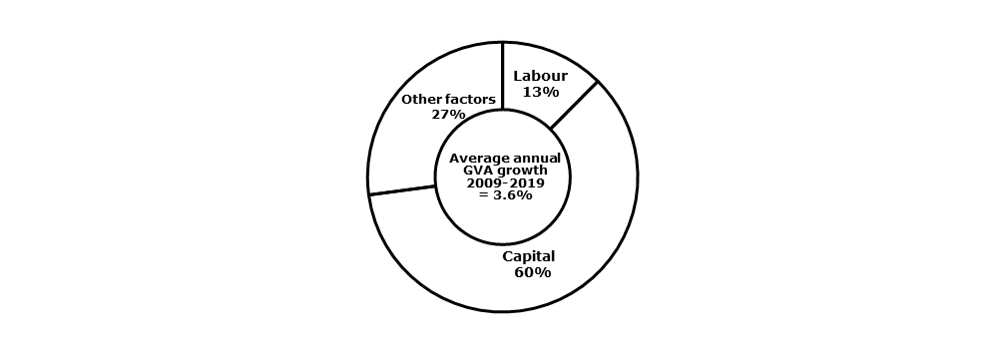 Labour
13%
Other factors
27%
Average annual
GVA growth
2009-2019
= 3.6%
Capital
60%